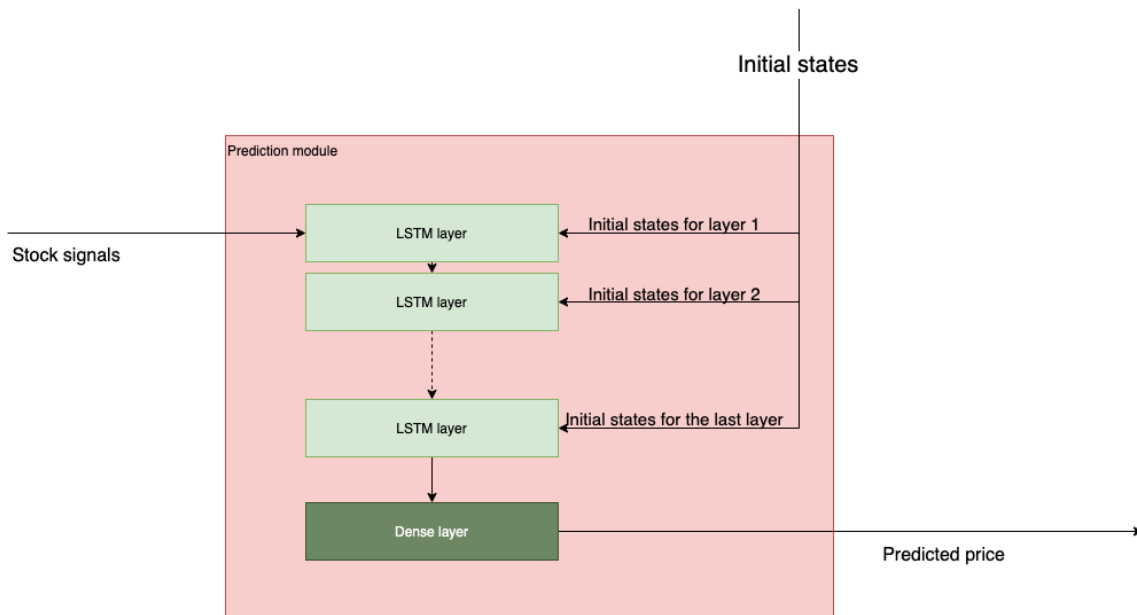 Initial states
Prediction module
LSTM layer
Initial states for layer 1
Stock signals
LSTM layer
Initial states for layer 2
LSTM layer
Initial states for the last layer
Dense layer
Predicted price